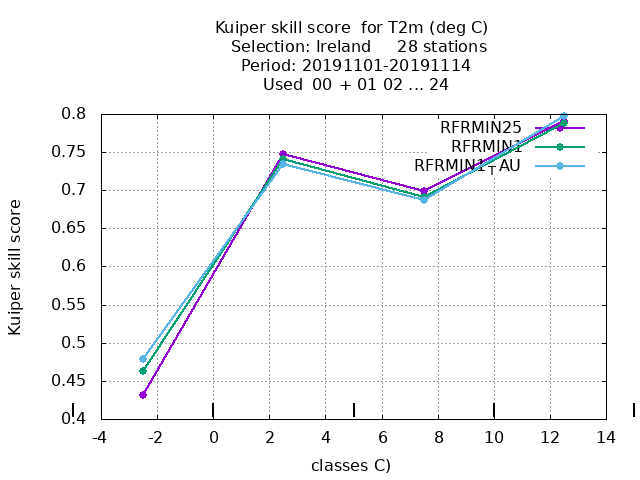 Kuiper skill score for T2m (deg C)
Selection: Ireland 28 stations
Period: 20191101-20191114
Used 00 + 01 02 ... 24
RFRMIN25
RFRMIN1
RFRMIN1_TAU
Kuiper skill score
0.8
0.75
0.7
0.65
0.6
0.55
0.5
0.45
0.4
-4 -2 0 2 4 6 8 10 12 14
classes C)